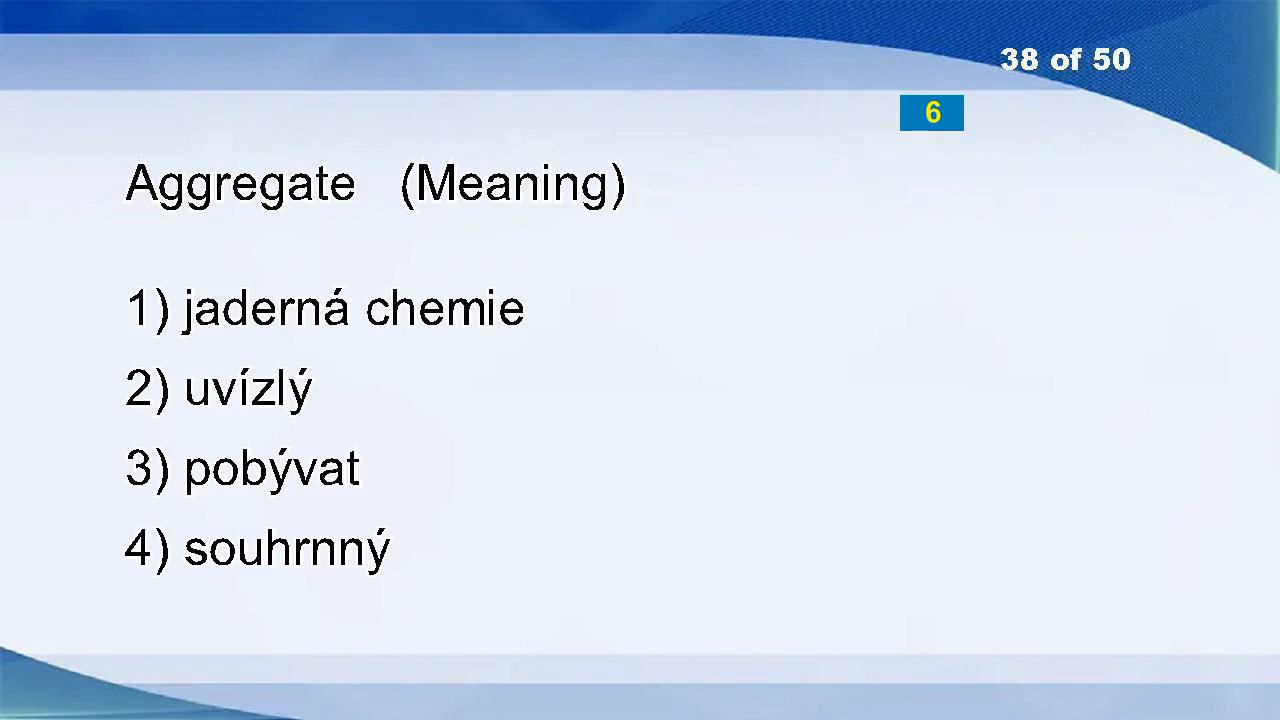 38 of 50
6
Aggregate (Meaning)
1) jaderná chemie
2) uvízlý
3) pobývat
4) souhrnný